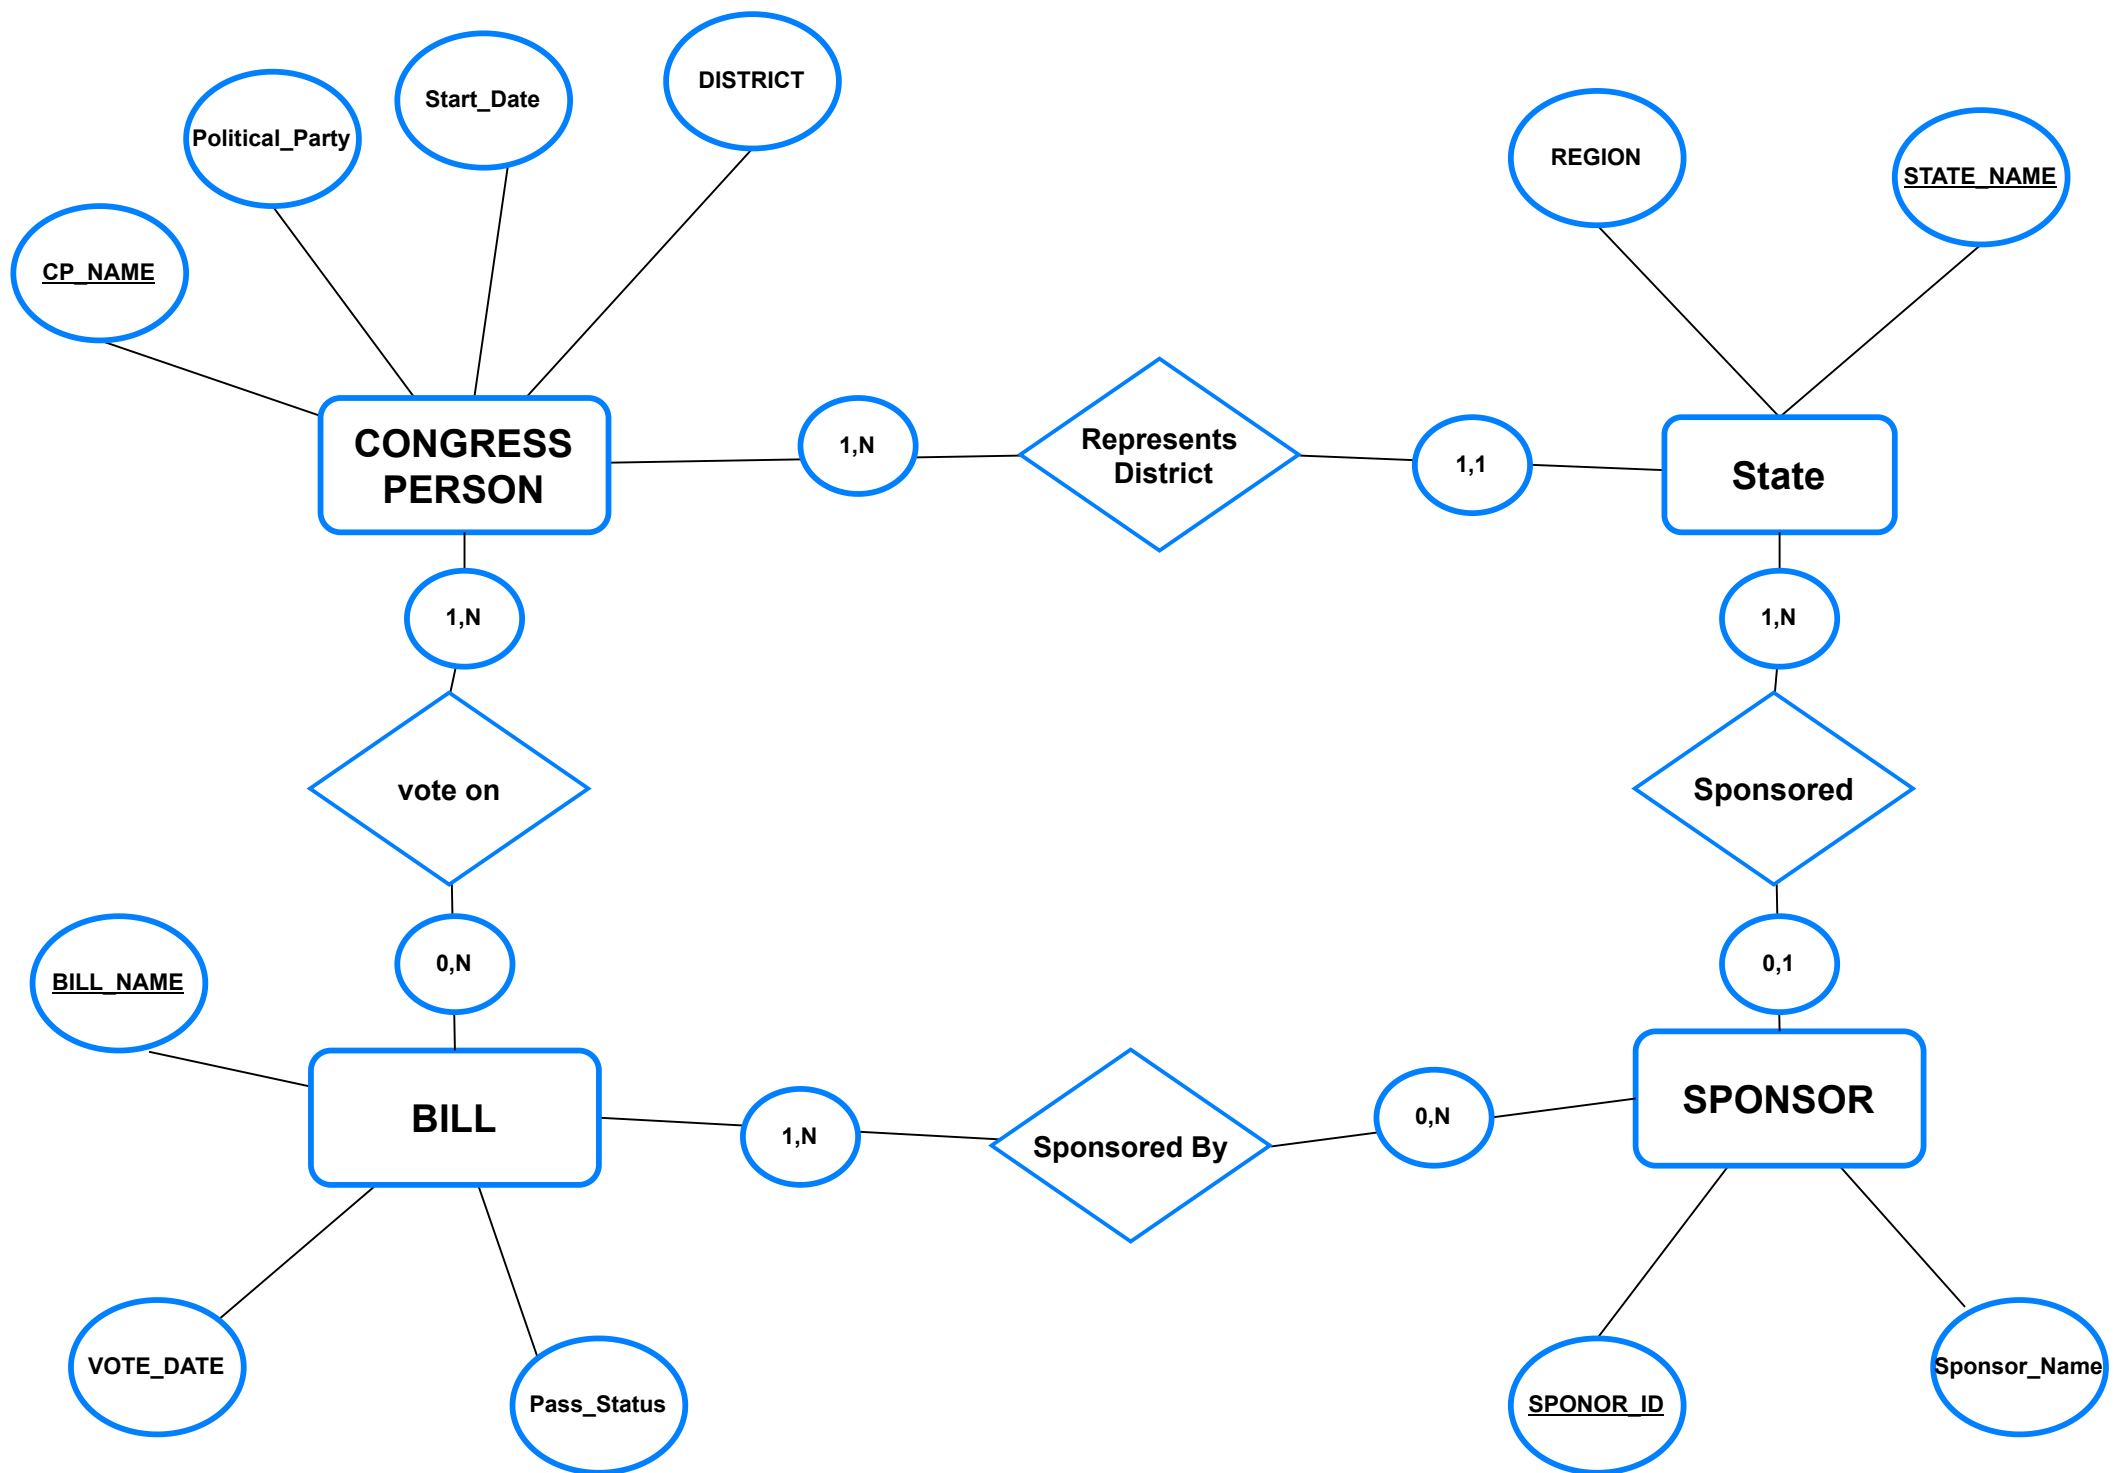 DISTRICT
Start_Date
Political_Party
REGION
STATE_NAME
CP_NAME
CONGRESS
PERSON
1,N
Represents
District
1,1
State
1,N
1,N
vote on
Sponsored
0,N
0,1
BILL_NAME
BILL
1,N
Sponsored By
0,N
SPONSOR
VOTE_DATE
Pass_Status
SPONOR_ID
Sponsor_Name